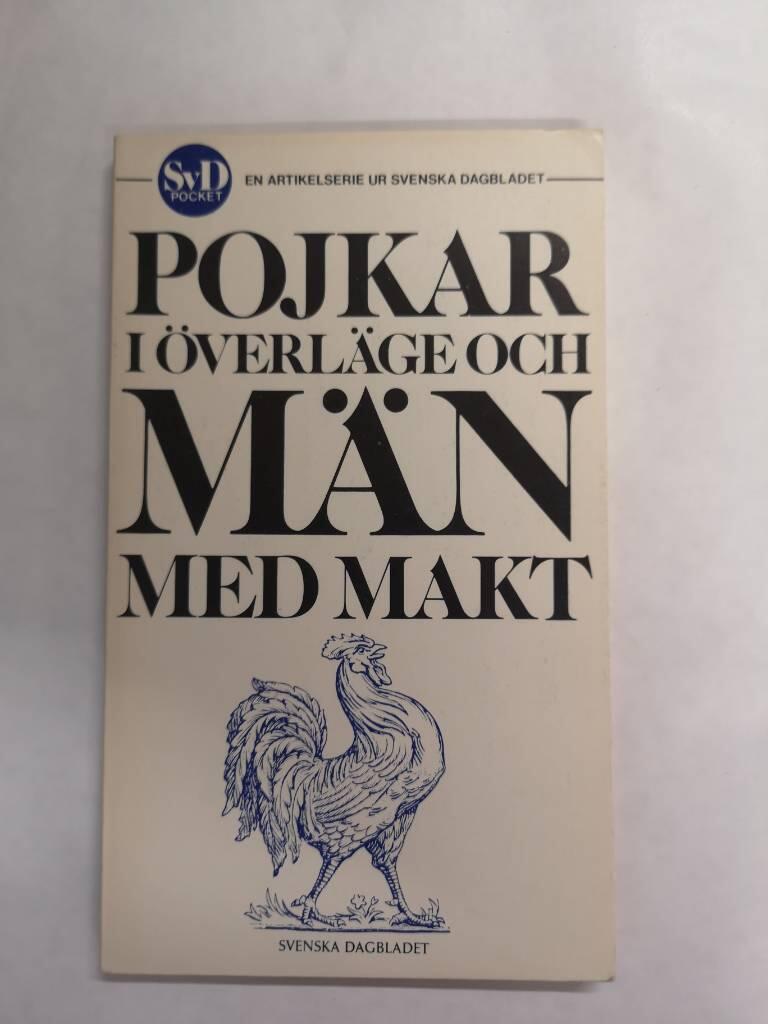 SvD
POCKET
EN ARTIKELSERIE UR SVENSKA DAGBLADET
POJKAR
I ÖVERLÄGE OCH
MÄN
MED MAKT
SVENSKA DAGBLADET